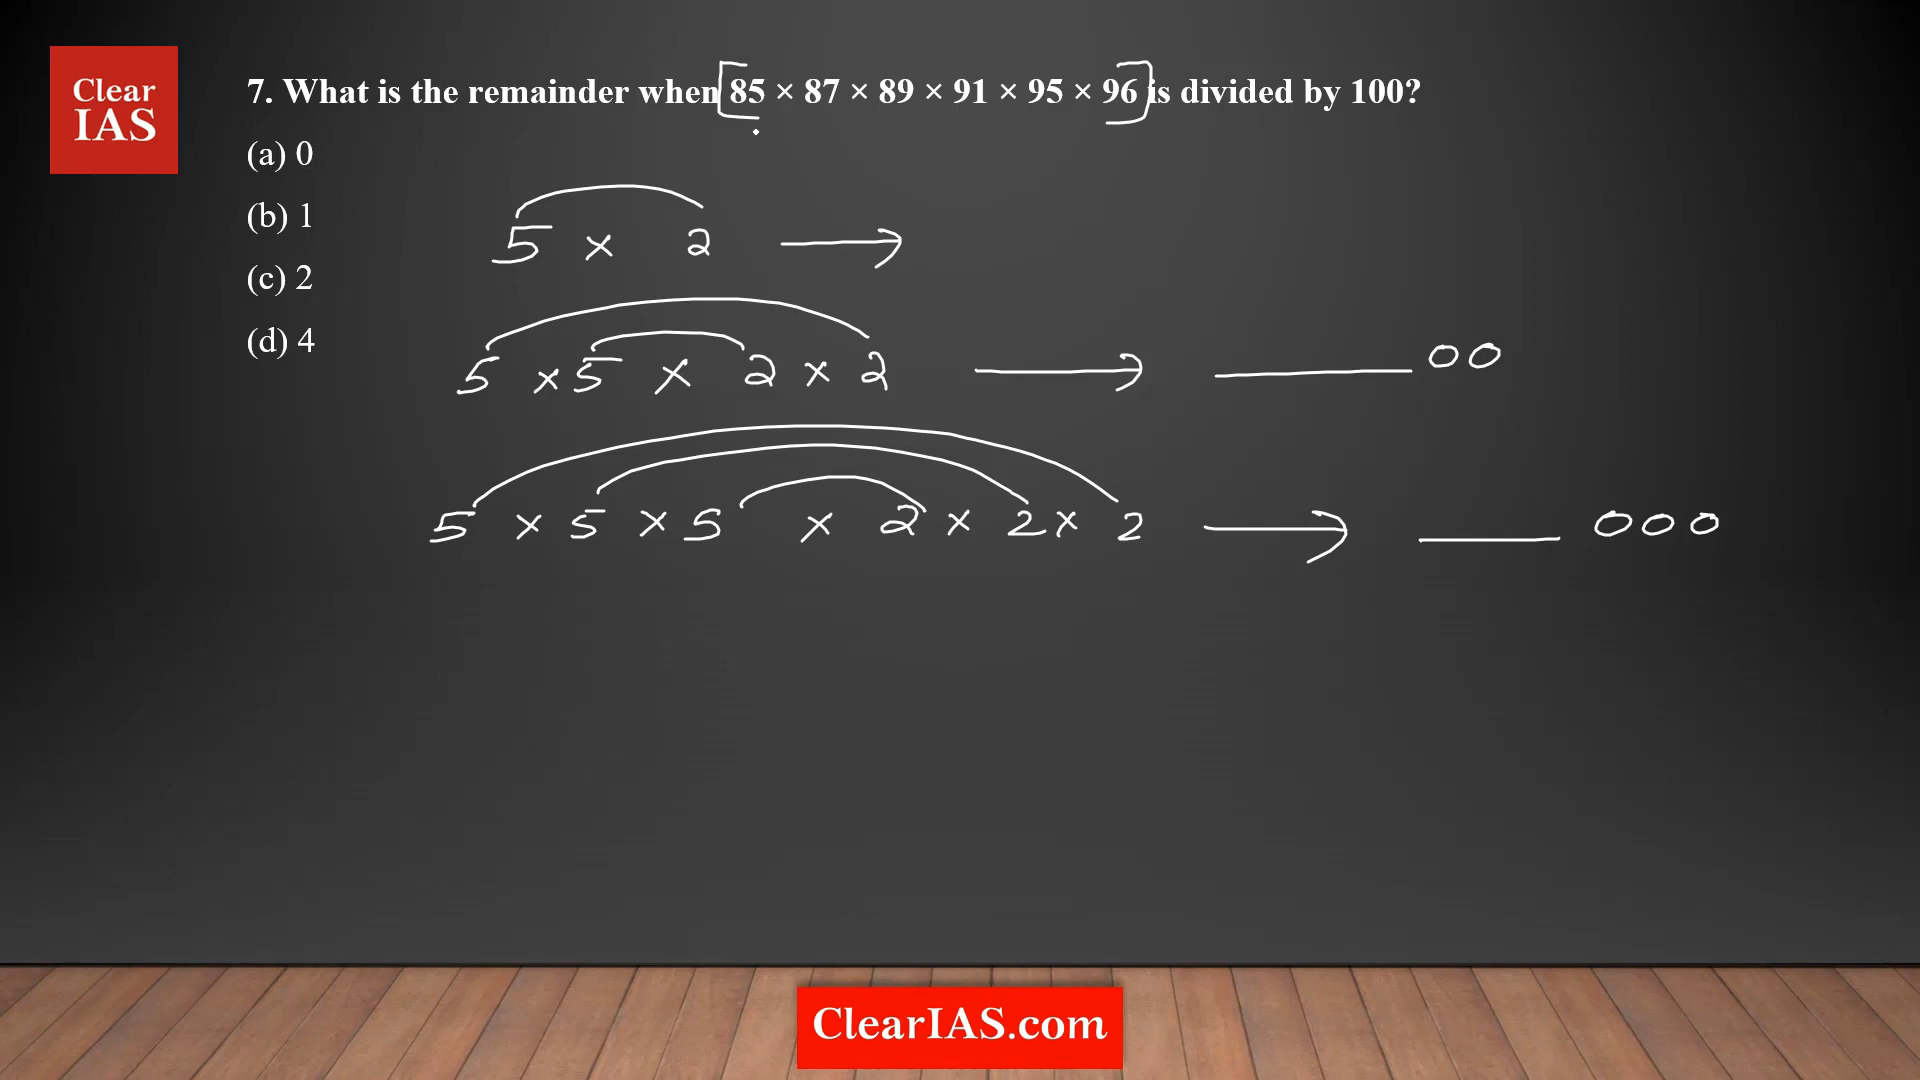 Clear
IAS
7. What is the remainder when 85 × 87 × 89 × 91 × 95 × 96 is divided by 100?
(a) 0
(b) 1
(c) 2
(d) 4
5 × 2 →
5 × 5 × 2 × 2 → ___ 00
5 × 5 × 5 × 2 × 2 × 2 → ___ 000
ClearIAS.com